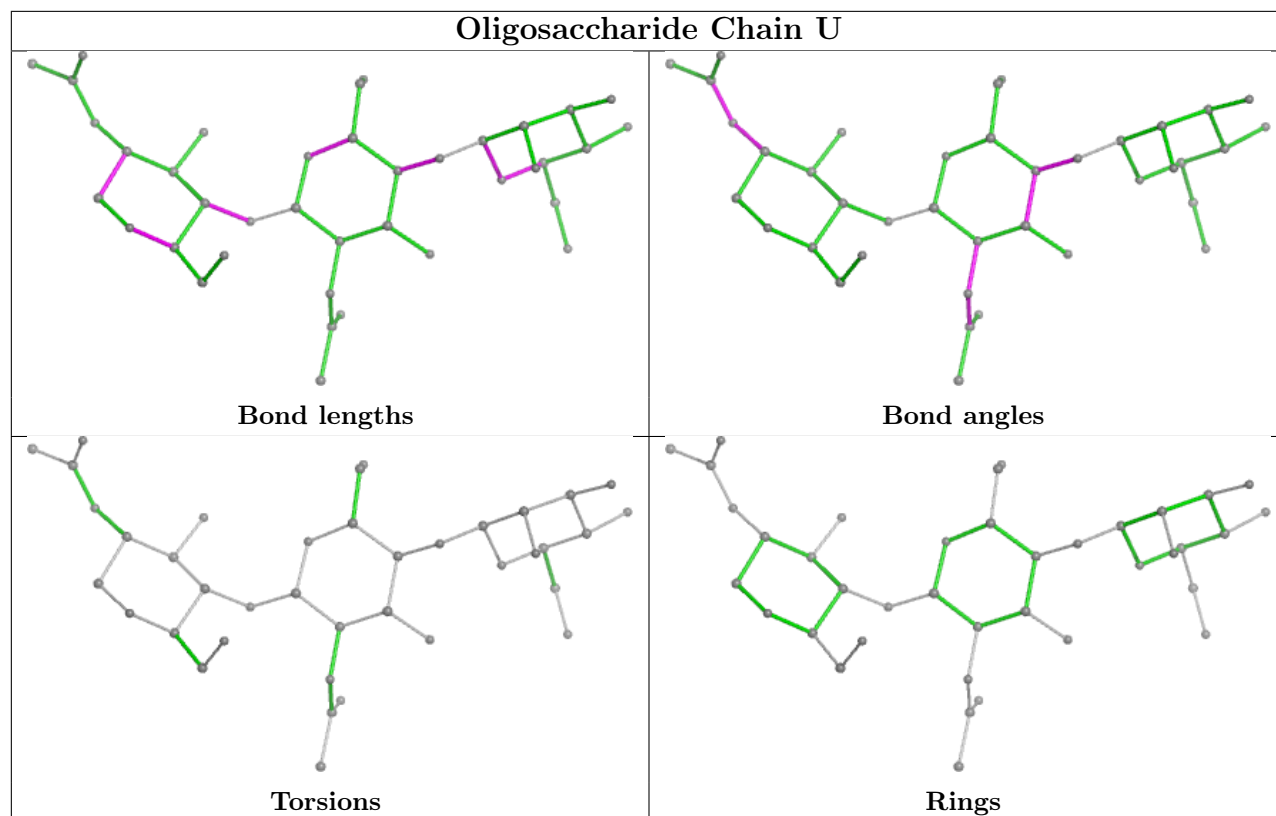 Oligosaccharide Chain U
Bond lengths
Bond angles
Torsions
Rings